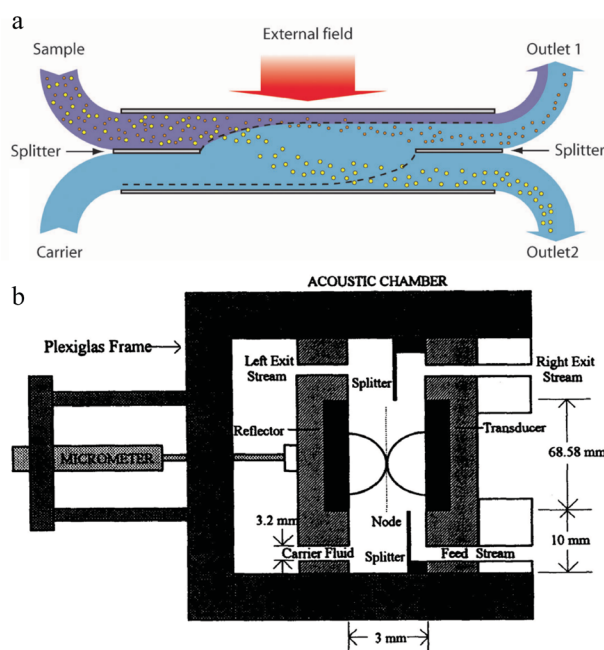 a
External field
Sample
Outlet 1
Splitter
Splitter
Carrier
Outlet2
b
ACOUSTIC CHAMBER
Plexiglas Frame
Left Exit
Stream
Right Exit
Stream
Splitter
Reflector
Transducer
MICROMETER
68.58 mm
Node
3.2 mm
Carrier Fluid
Splitter
Feed Stream
10 mm
3 mm